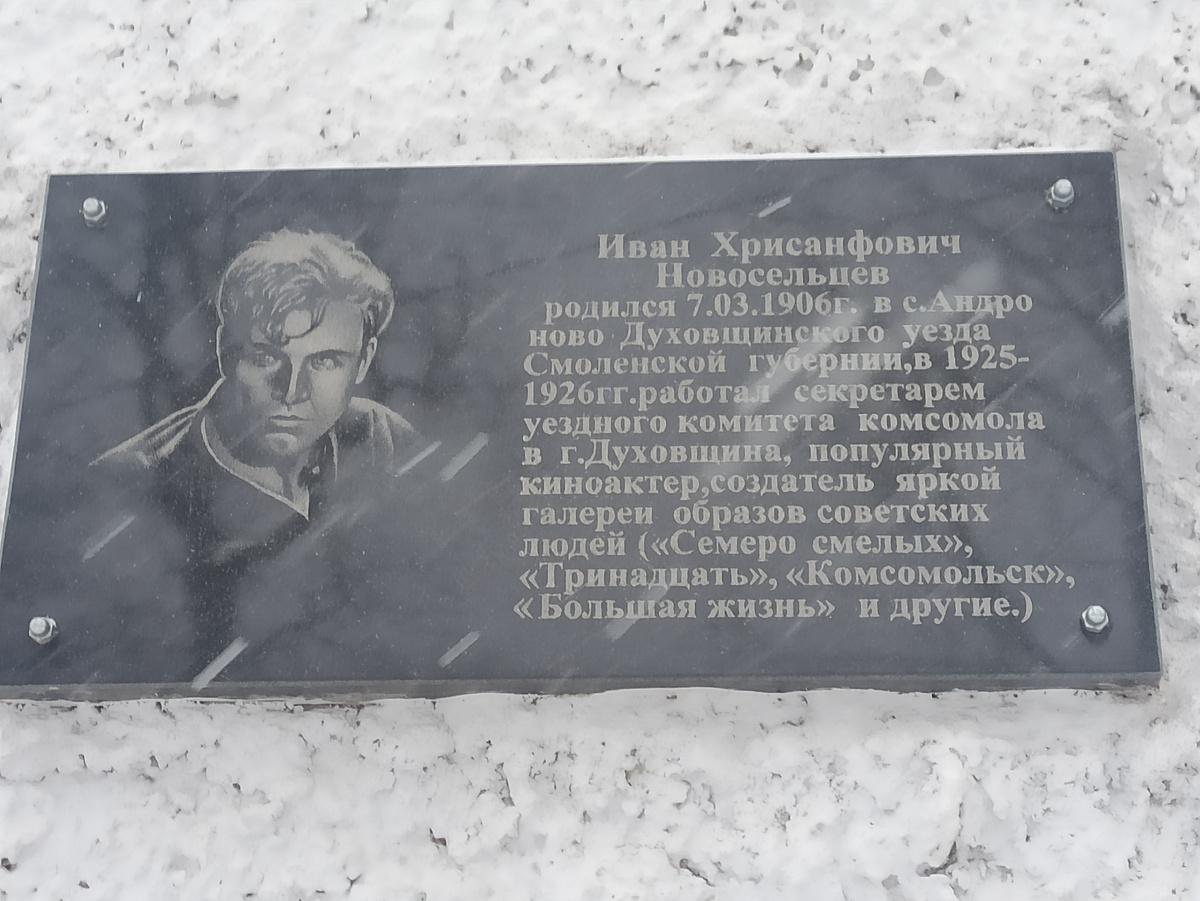 Иван Хрисанфович
Новосельцев
родился 7.03.1906г. в с.Андро
ново Духовщинского уезда
Смоленской губернии,в 1925-
1926гг.работал секретарем
уездного комитета комсомола
в г.Духовщина, популярный
киноактер,создатель яркой
галереи образов советских
людей («Семеро смелых»,
«Тринадцать», «Комсомольск»,
«Большая жизнь» и другие.)